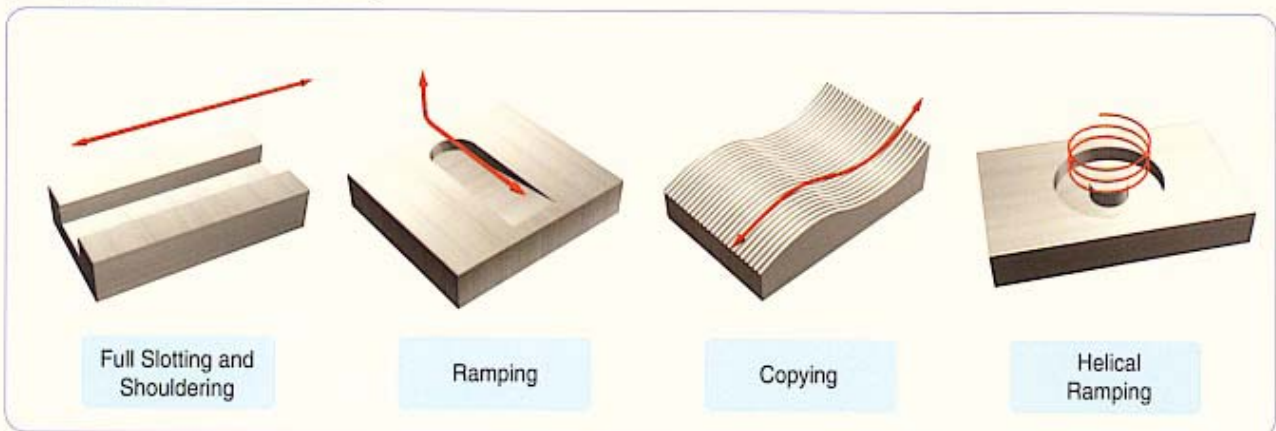 Full Slotting and
Shouldering
Ramping
Copying
Helical
Ramping